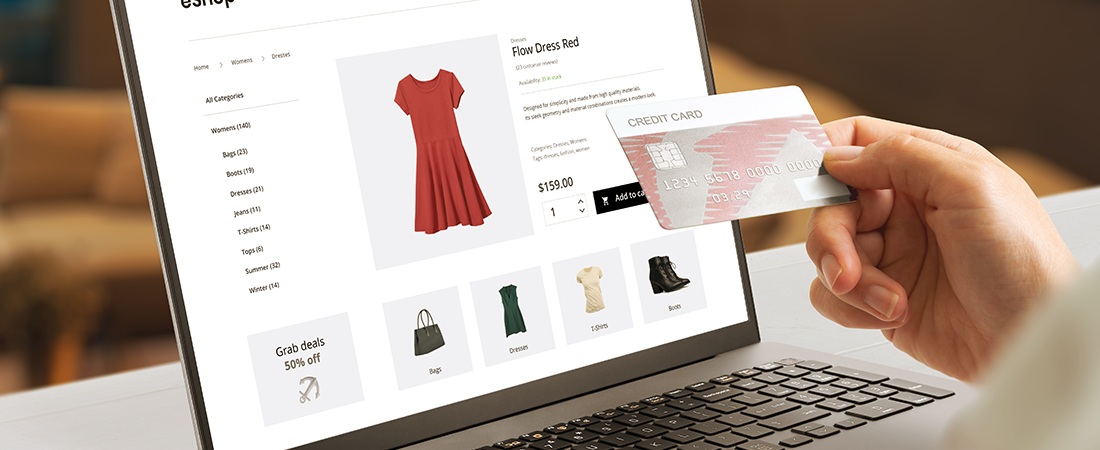 eShop
Home > Womens > Dresses
All Categories
Womens (140)
Bags (23)
Boots (19)
Dresses (21)
Jeans (11)
T-Shirts (14)
Tops (6)
Summer (32)
Winter (14)
Grab deals
50% off
Dresses
Flow Dress Red
(23 customer reviews)
Availability: 35 in stock
Designed for simplicity and made from high quality materials.
Its sleek geometry and material combinations creates a modern look.
Categories: Dresses, Womens
Tags: dresses, fashion, women
$159.00
1
Add to ca
Bags
Dresses
T-Shirts
Boots
CREDIT CARD
1234 5678 0000 0000
03/29